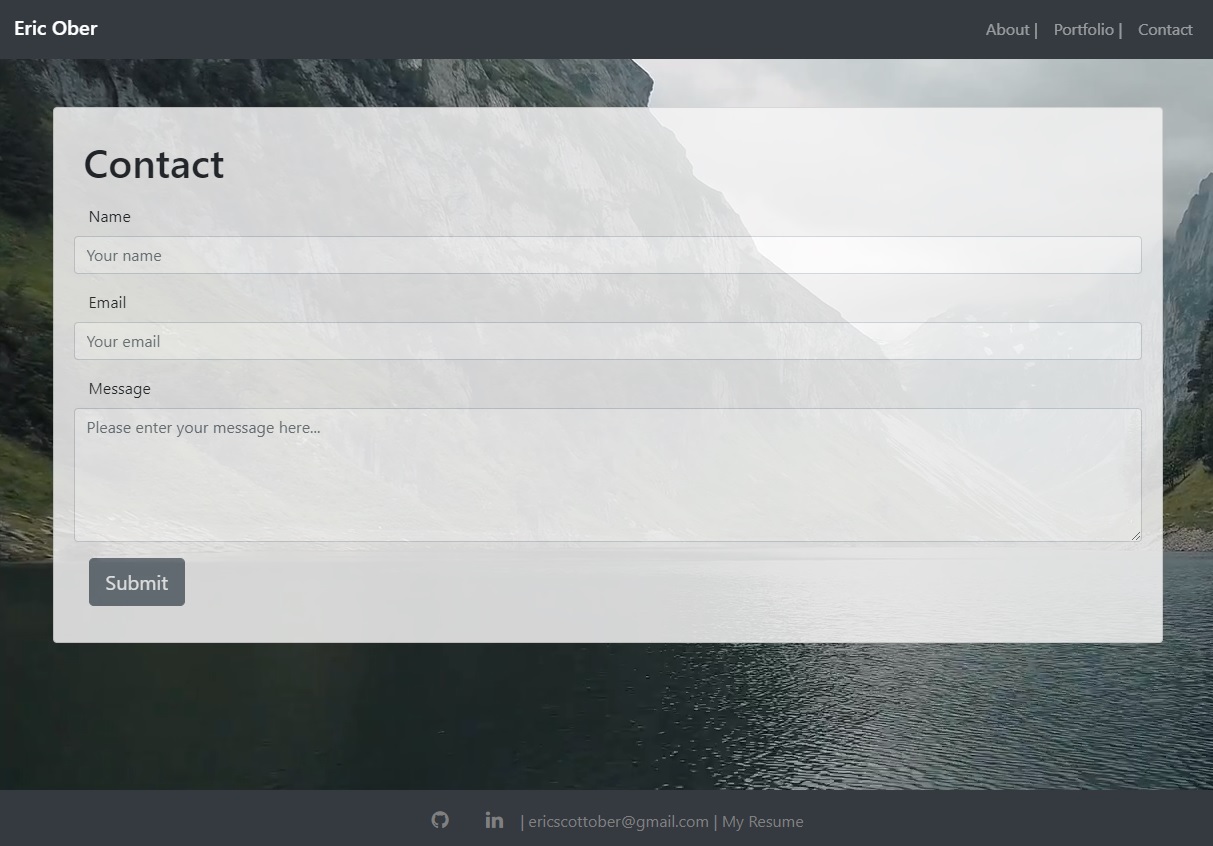 Eric Ober
About | Portfolio | Contact
Contact
Name
Your name
Email
Your email
Message
Please enter your message here...
Submit
in | ericscottober@gmail.com | My Resume